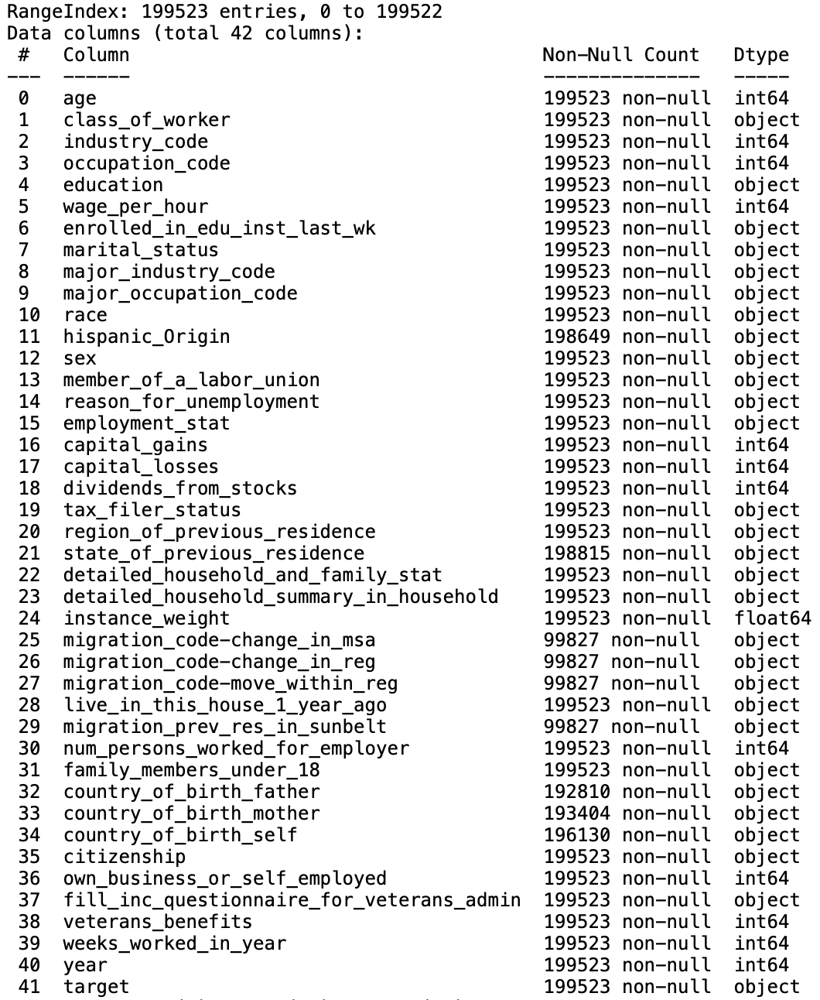 RangeIndex: 199523 entries, 0 to 199522
Data columns (total 42 columns):
 #   Column                                      Non-Null Count   Dtype
---  ------                                      --------------   -----
 0   age                                         199523 non-null  int64
 1   class_of_worker                             199523 non-null  object
 2   industry_code                               199523 non-null  int64
 3   occupation_code                             199523 non-null  int64
 4   education                                   199523 non-null  object
 5   wage_per_hour                               199523 non-null  int64
 6   enrolled_in_edu_inst_last_wk                199523 non-null  object
 7   marital_status                              199523 non-null  object
 8   major_industry_code                         199523 non-null  object
 9   major_occupation_code                       199523 non-null  object
 10  race                                        199523 non-null  object
 11  hispanic_Origin                             198649 non-null  object
 12  sex                                         199523 non-null  object
 13  member_of_a_labor_union                     199523 non-null  object
 14  reason_for_unemployment                     199523 non-null  object
 15  employment_stat                             199523 non-null  object
 16  capital_gains                               199523 non-null  int64
 17  capital_losses                              199523 non-null  int64
 18  dividends_from_stocks                       199523 non-null  int64
 19  tax_filer_status                            199523 non-null  object
 20  region_of_previous_residence                199523 non-null  object
 21  state_of_previous_residence                 198815 non-null  object
 22  detailed_household_and_family_stat          199523 non-null  object
 23  detailed_household_summary_in_household     199523 non-null  object
 24  instance_weight                             199523 non-null  float64
 25  migration_code-change_in_msa                99827 non-null   object
 26  migration_code-change_in_reg                99827 non-null   object
 27  migration_code-move_within_reg              99827 non-null   object
 28  live_in_this_house_1_year_ago               199523 non-null  object
 29  migration_prev_res_in_sunbelt               99827 non-null   object
 30  num_persons_worked_for_employer             199523 non-null  int64
 31  family_members_under_18                     199523 non-null  object
 32  country_of_birth_father                     192810 non-null  object
 33  country_of_birth_mother                     193404 non-null  object
 34  country_of_birth_self                       196130 non-null  object
 35  citizenship                                 199523 non-null  object
 36  own_business_or_self_employed               199523 non-null  int64
 37  fill_inc_questionnaire_for_veterans_admin   199523 non-null  object
 38  veterans_benefits                           199523 non-null  int64
 39  weeks_worked_in_year                        199523 non-null  int64
 40  year                                        199523 non-null  int64
 41  target                                      199523 non-null  object